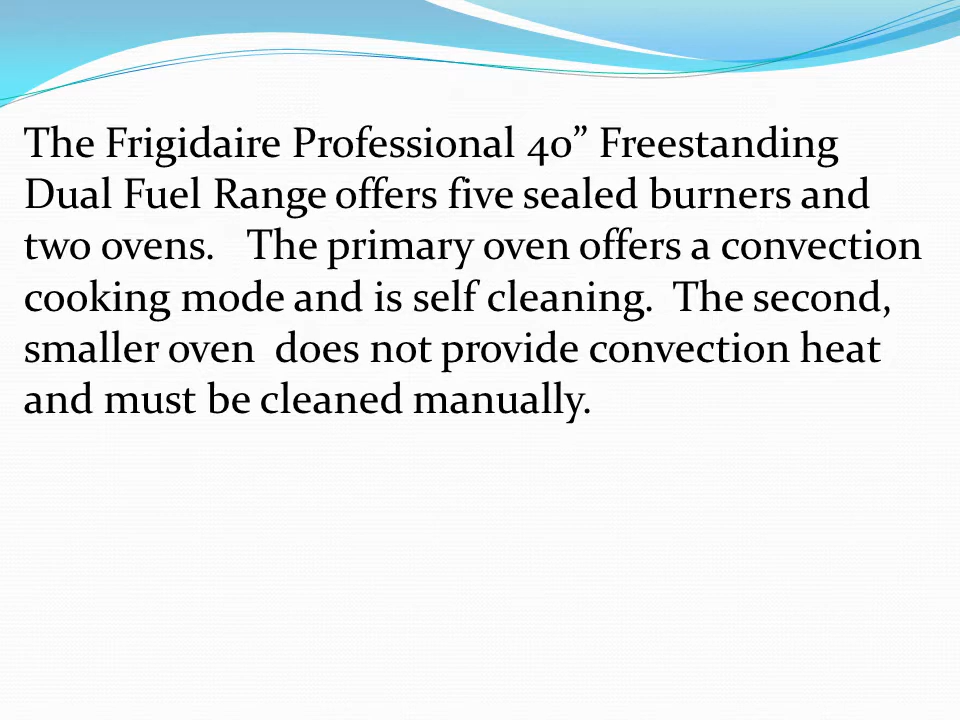 The Frigidaire Professional 40” Freestanding
Dual Fuel Range offers five sealed burners and
two ovens.   The primary oven offers a convection
cooking mode and is self cleaning.  The second,
smaller oven  does not provide convection heat
and must be cleaned manually.